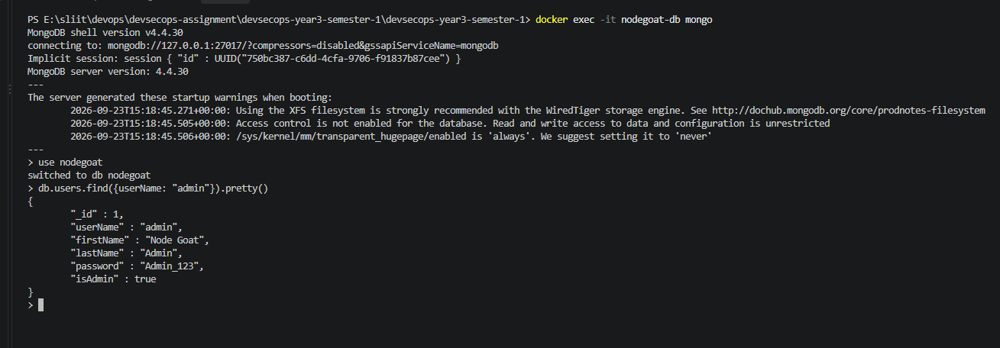 PS E:\sliit\devops\devsecops-assignment\devsecops-year3-semester-1\devsecops-year3-semester-1> docker exec -it nodegoat-db mongo
MongoDB shell version v4.4.30
connecting to: mongodb://127.0.0.1:27017/?compressors=disabled&gssapiServiceName=mongodb
Implicit session: session { "id" : UUID("750bc387-c6dd-4cfa-9706-f91837b87cee") }
MongoDB server version: 4.4.30
---
The server generated these startup warnings when booting:
        2026-09-23T15:18:45.271+00:00: Using the XFS filesystem is strongly recommended with the WiredTiger storage engine. See http://dochub.mongodb.org/core/prodnotes-filesystem
        2026-09-23T15:18:45.505+00:00: Access control is not enabled for the database. Read and write access to data and configuration is unrestricted
        2026-09-23T15:18:45.506+00:00: /sys/kernel/mm/transparent_hugepage/enabled is 'always'. We suggest setting it to 'never'
---
> use nodegoat
switched to db nodegoat
> db.users.find({userName: "admin"}).pretty()
{
        "_id" : 1,
        "userName" : "admin",
        "firstName" : "Node Goat",
        "lastName" : "Admin",
        "password" : "Admin_123",
        "isAdmin" : true
}
>